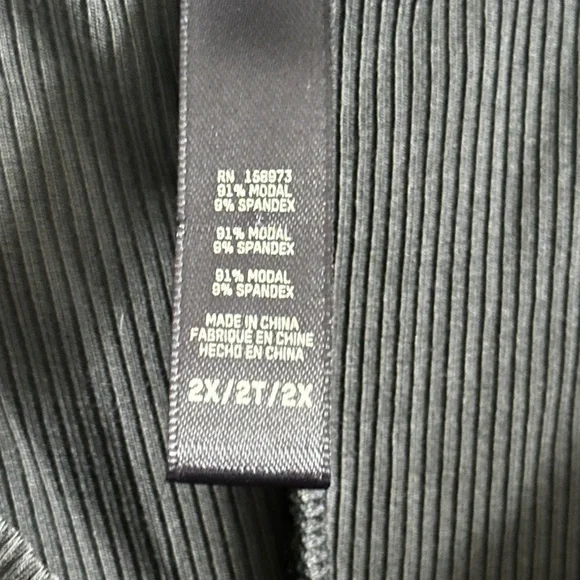 RN 158973
91% MODAL
9% SPANDEX
91% MODAL
9% SPANDEX
91% MODAL
9% SPANDEX
MADE IN CHINA
FABRIQUÉ EN CHINE
HECHO EN CHINA
2X/2T/2X